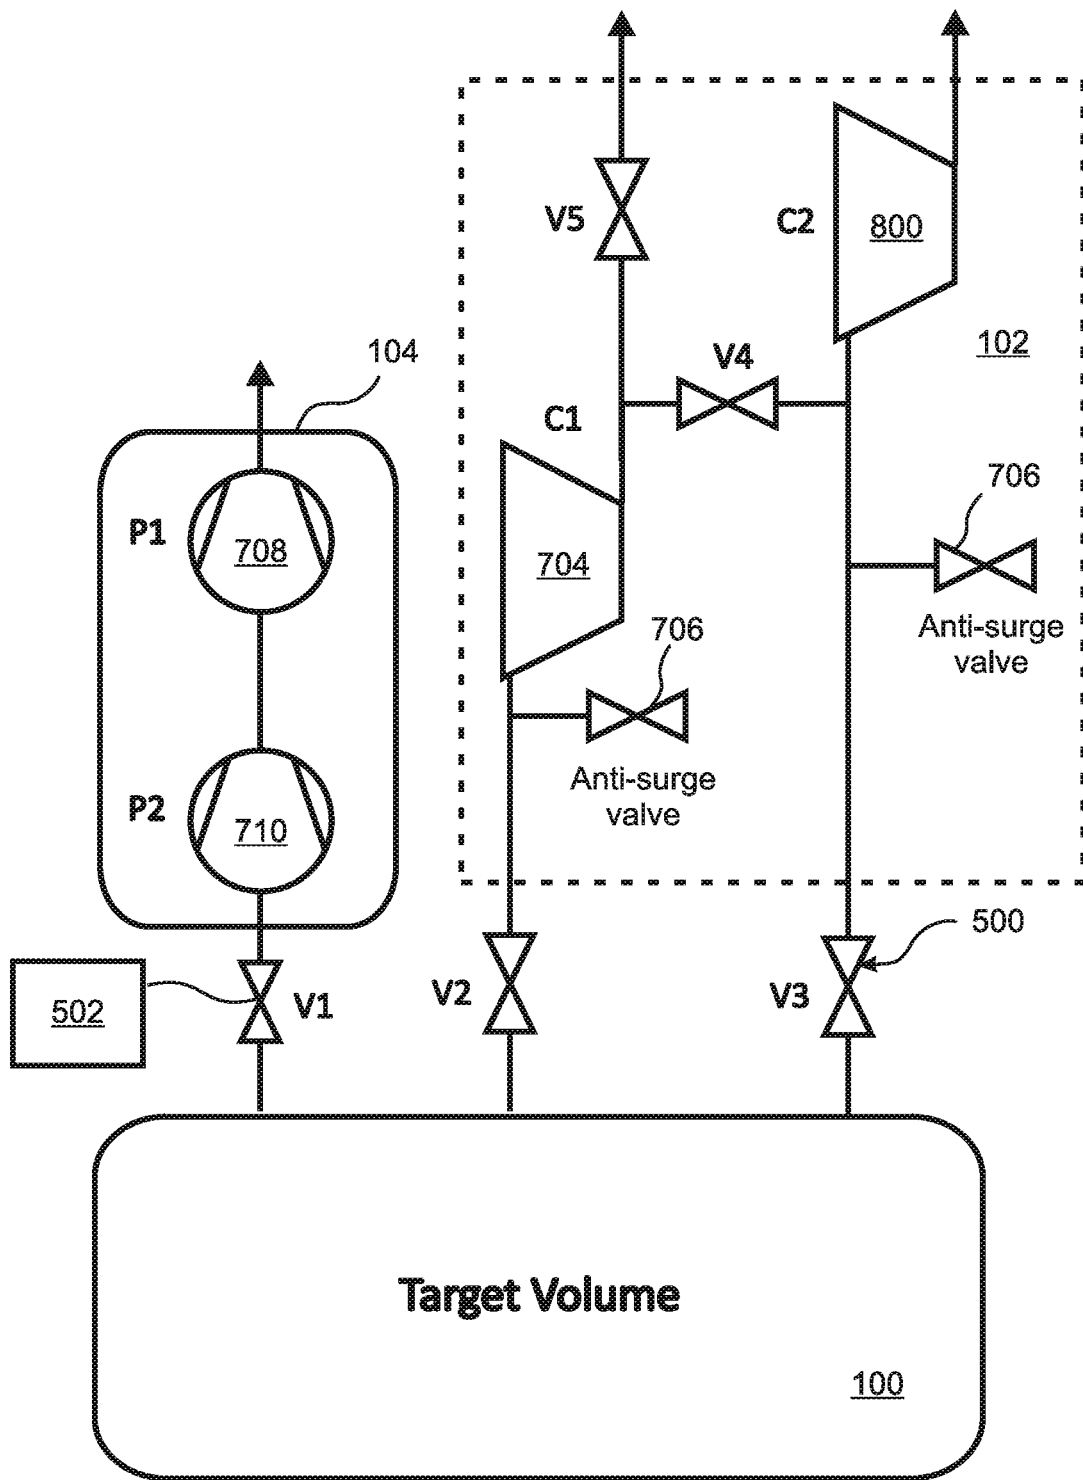 V5
C2
800
104
V4
102
C1
706
P1
708
704
Anti-surge
valve
706
P2
710
Anti-surge
valve
500
502
V1
V2
V3
Target Volume
100